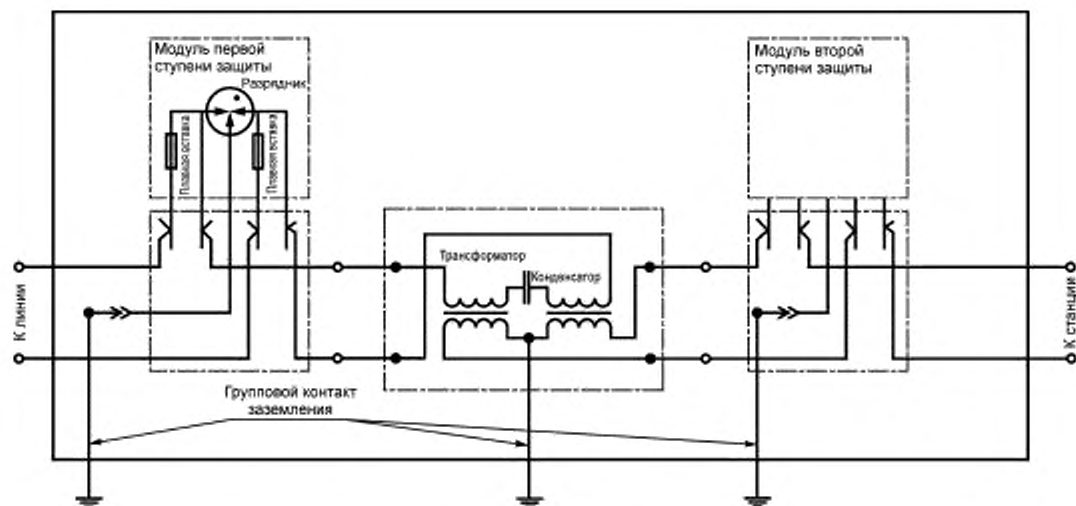 Модуль первой
ступени защиты
Разрядник
Плавкая вставка
Плавкая вставка
Модуль второй
ступени защиты
Трансформатор
Конденсатор
К линии
К станции
Групповой контакт
заземления